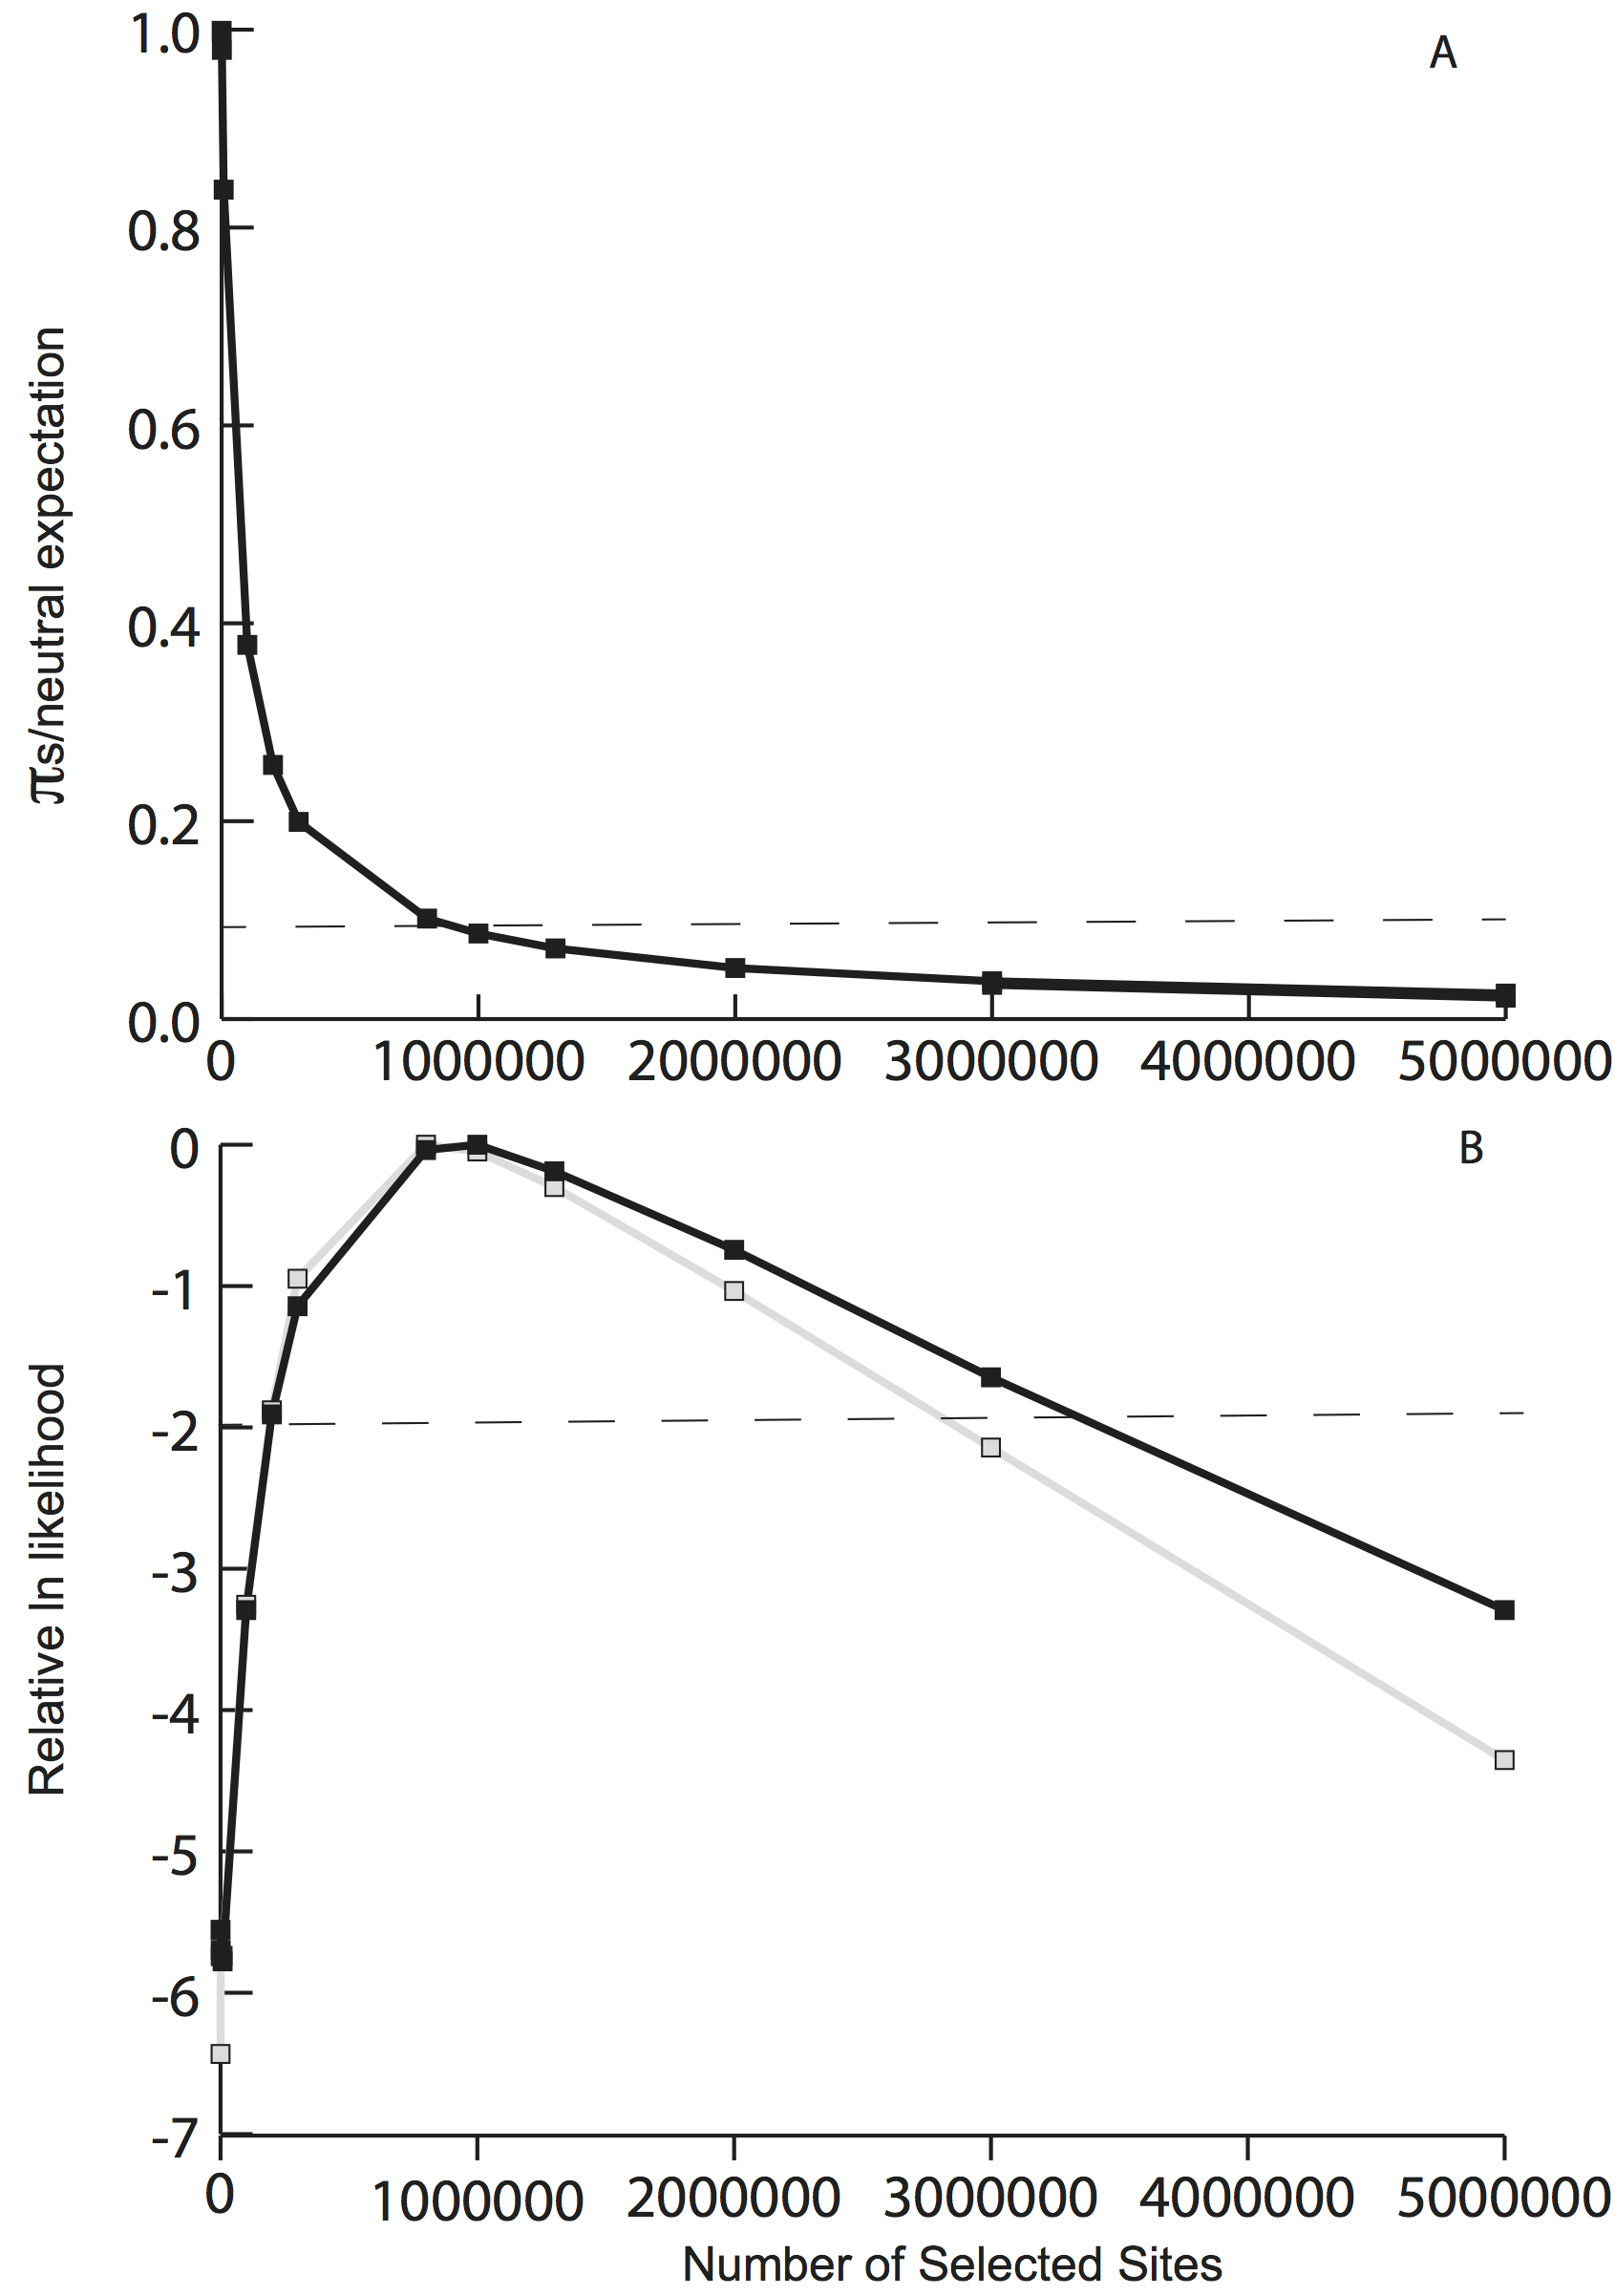 A
πs/neutral expectation
1.0
0.8
0.6
0.4
0.2
0.0
0 1000000 2000000 3000000 4000000 5000000
B
Relative ln likelihood
0
-1
-2
-3
-4
-5
-6
-7
0 1000000 2000000 3000000 4000000 5000000
Number of Selected Sites